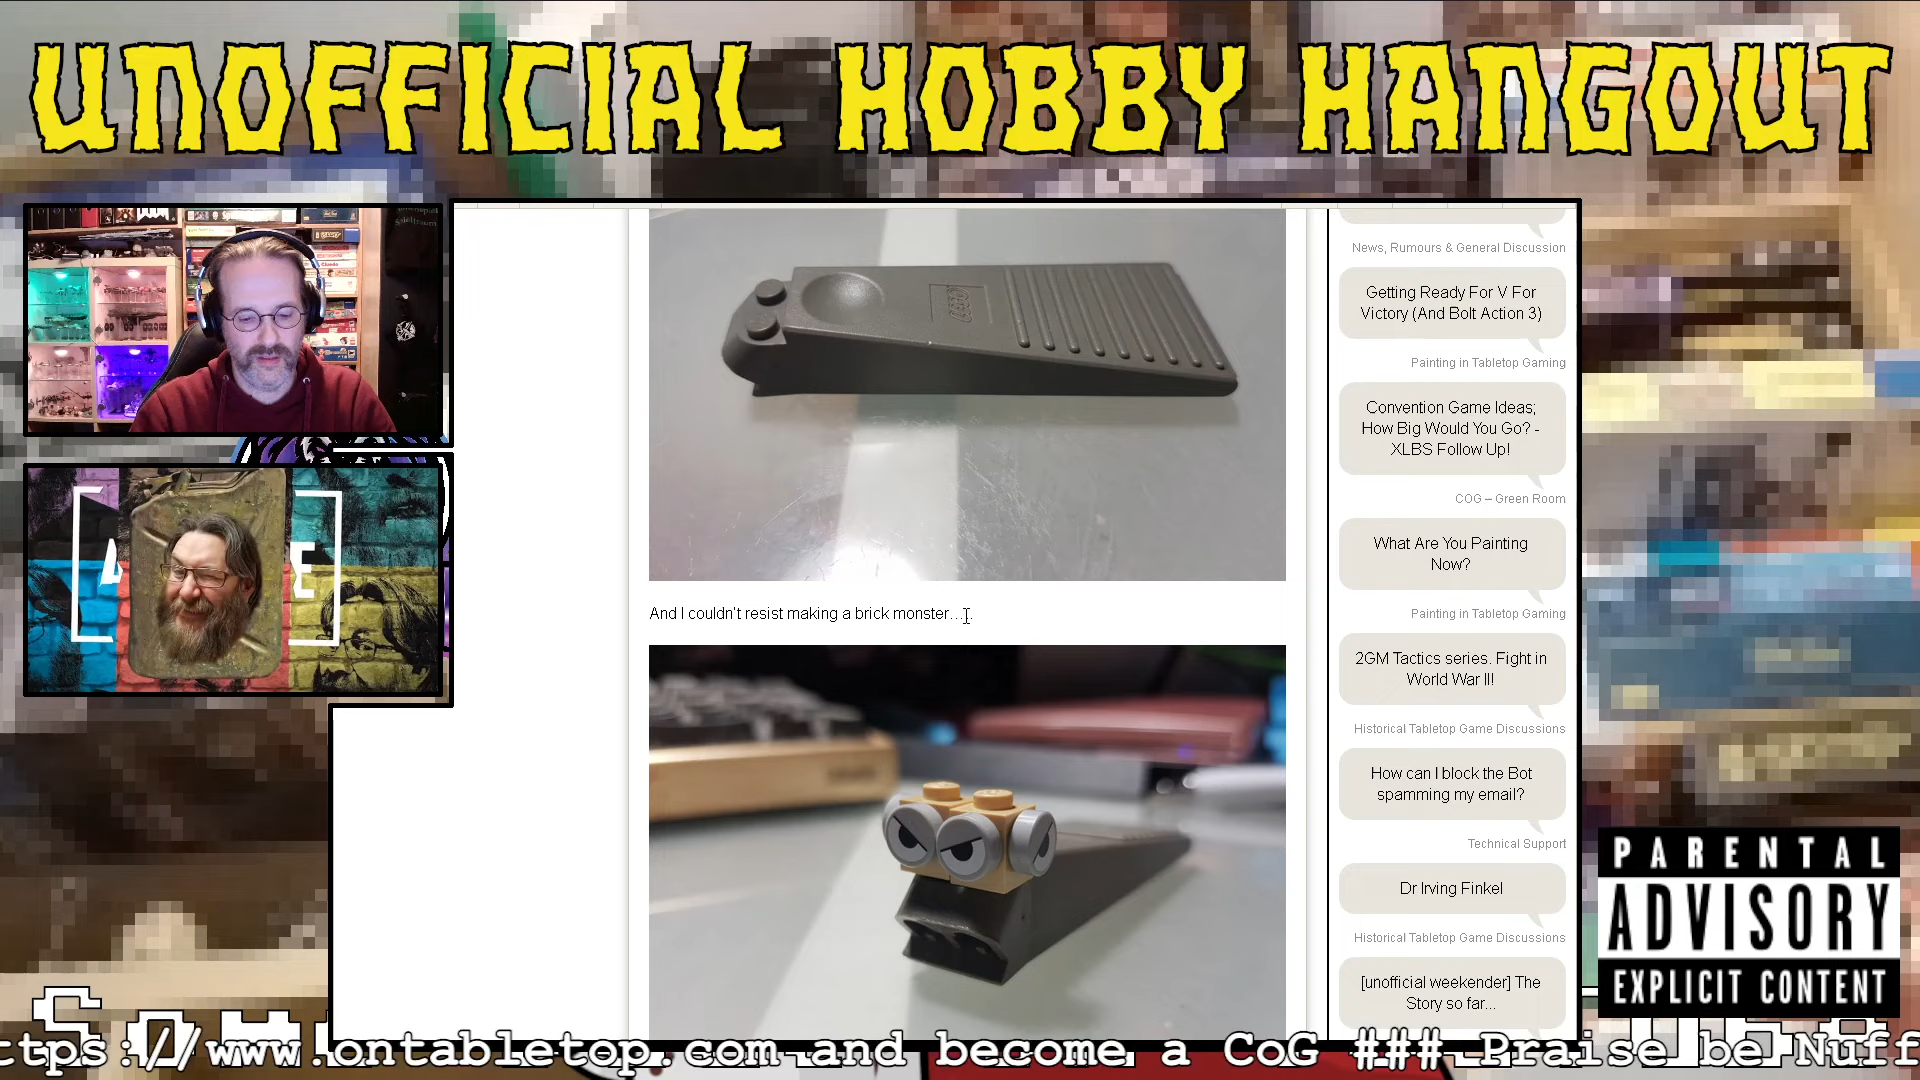 UNOFFICIAL HOBBY HANGOUT
DOOM
LEGO
And I couldn't resist making a brick monster….
News, Rumours & General Discussion
Getting Ready For V For
Victory (And Bolt Action 3)
Painting in Tabletop Gaming
Convention Game Ideas;
How Big Would You Go? -
XLBS Follow Up!
COG – Green Room
What Are You Painting
Now?
Painting in Tabletop Gaming
2GM Tactics series. Fight in
World War II!
Historical Tabletop Game Discussions
How can I block the Bot
spamming my email?
Technical Support
Dr Irving Finkel
Historical Tabletop Game Discussions
[unofficial weekender] The
Story so far...
PARENTAL
ADVISORY
EXPLICIT CONTENT
ttps://www.ontabletop.com and become a CoG ### Praise be Nuff